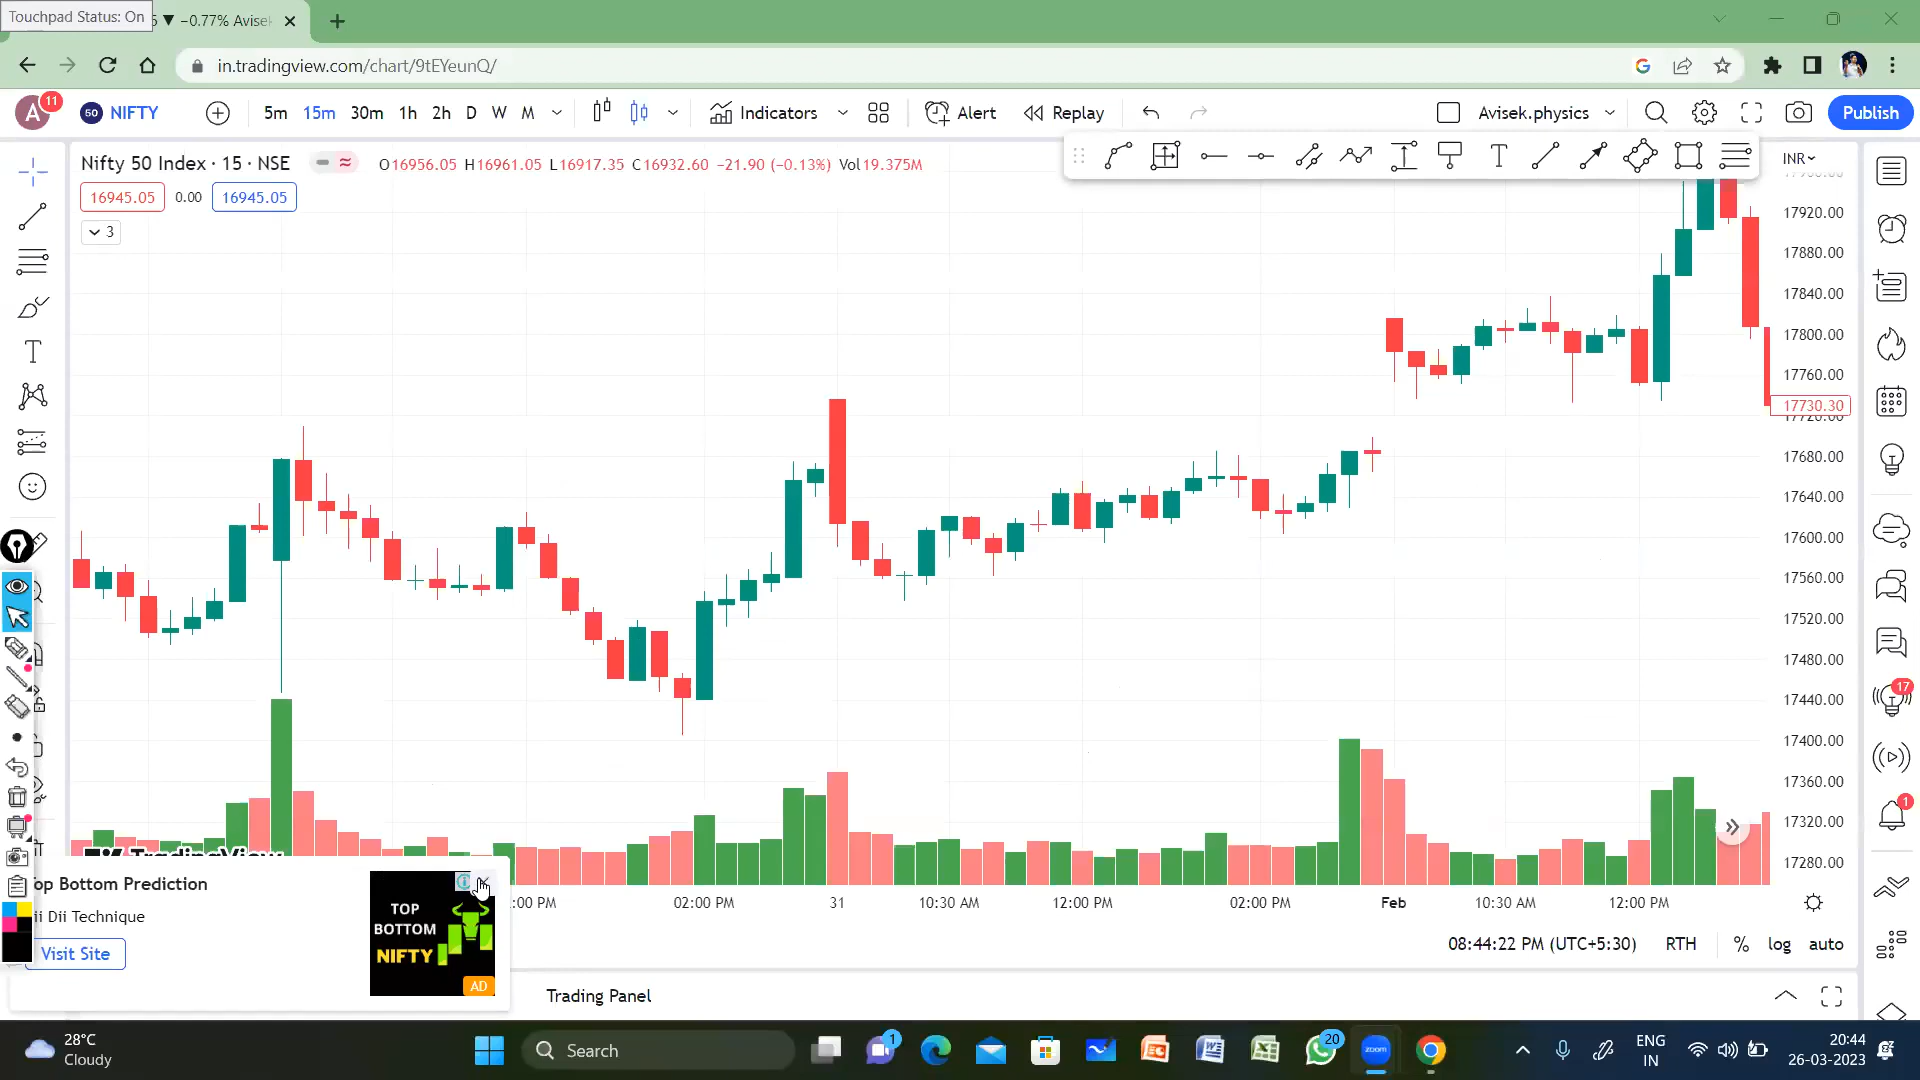 Touchpad Status: On
▼ −0.77% Avisek
in.tradingview.com/chart/9tEYeunQ/
A 11
50 NIFTY
5m 15m 30m 1h 2h D W M
Indicators
Alert
Replay
Avisek.physics
Publish
Nifty 50 Index · 15 · NSE
O16956.05 H16961.05 L16917.35 C16932.60 −21.90 (−0.13%) Vol 19.375M
16945.05 0.00 16945.05
3
INR
17920.00
17880.00
17840.00
17800.00
17760.00
17730.30
17720.00
17680.00
17640.00
17600.00
17560.00
17520.00
17480.00
17440.00
17400.00
17360.00
17320.00
17280.00
17
1
TradingView
:00 PM 02:00 PM 31 10:30 AM 12:00 PM 02:00 PM Feb 10:30 AM 12:00 PM
08:44:22 PM (UTC+5:30) RTH % log auto
op Bottom Prediction
ii Dii Technique
Visit Site
TOP
BOTTOM
NIFTY
AD
Trading Panel
28°C
Cloudy
Search
1
20
zoom
ENG
IN
20:44
26-03-2023